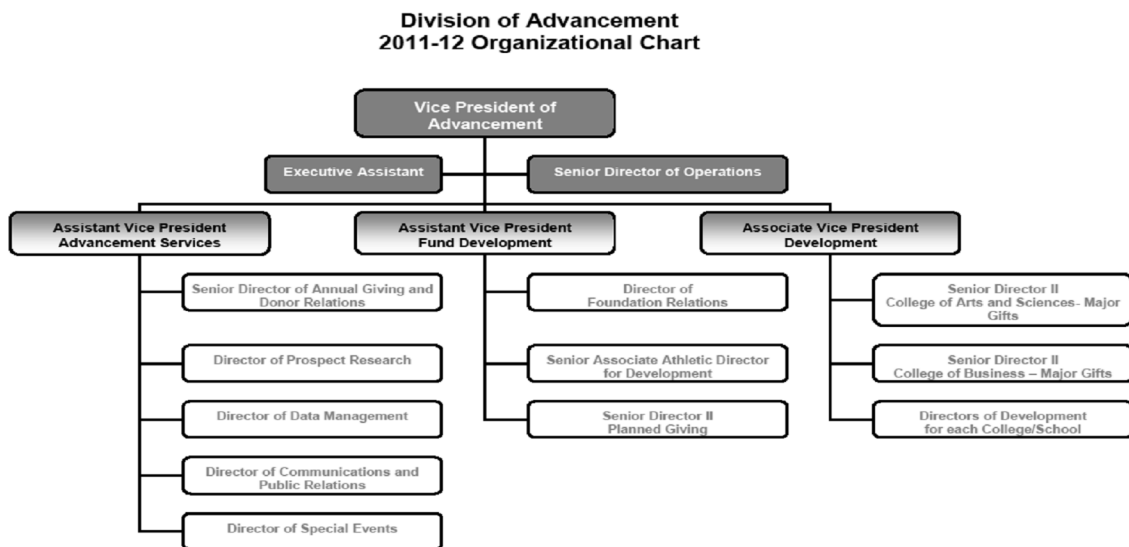 Division of Advancement
2011-12 Organizational Chart
Vice President of
Advancement
Executive Assistant
Senior Director of Operations
Assistant Vice President
Advancement Services
Assistant Vice President
Fund Development
Associate Vice President
Development
Senior Director of Annual Giving and
Donor Relations
Director of Prospect Research
Director of Data Management
Director of Communications and
Public Relations
Director of Special Events
Director of
Foundation Relations
Senior Associate Athletic Director
for Development
Senior Director II
Planned Giving
Senior Director II
College of Arts and Sciences- Major
Gifts
Senior Director II
College of Business – Major Gifts
Directors of Development
for each College/School